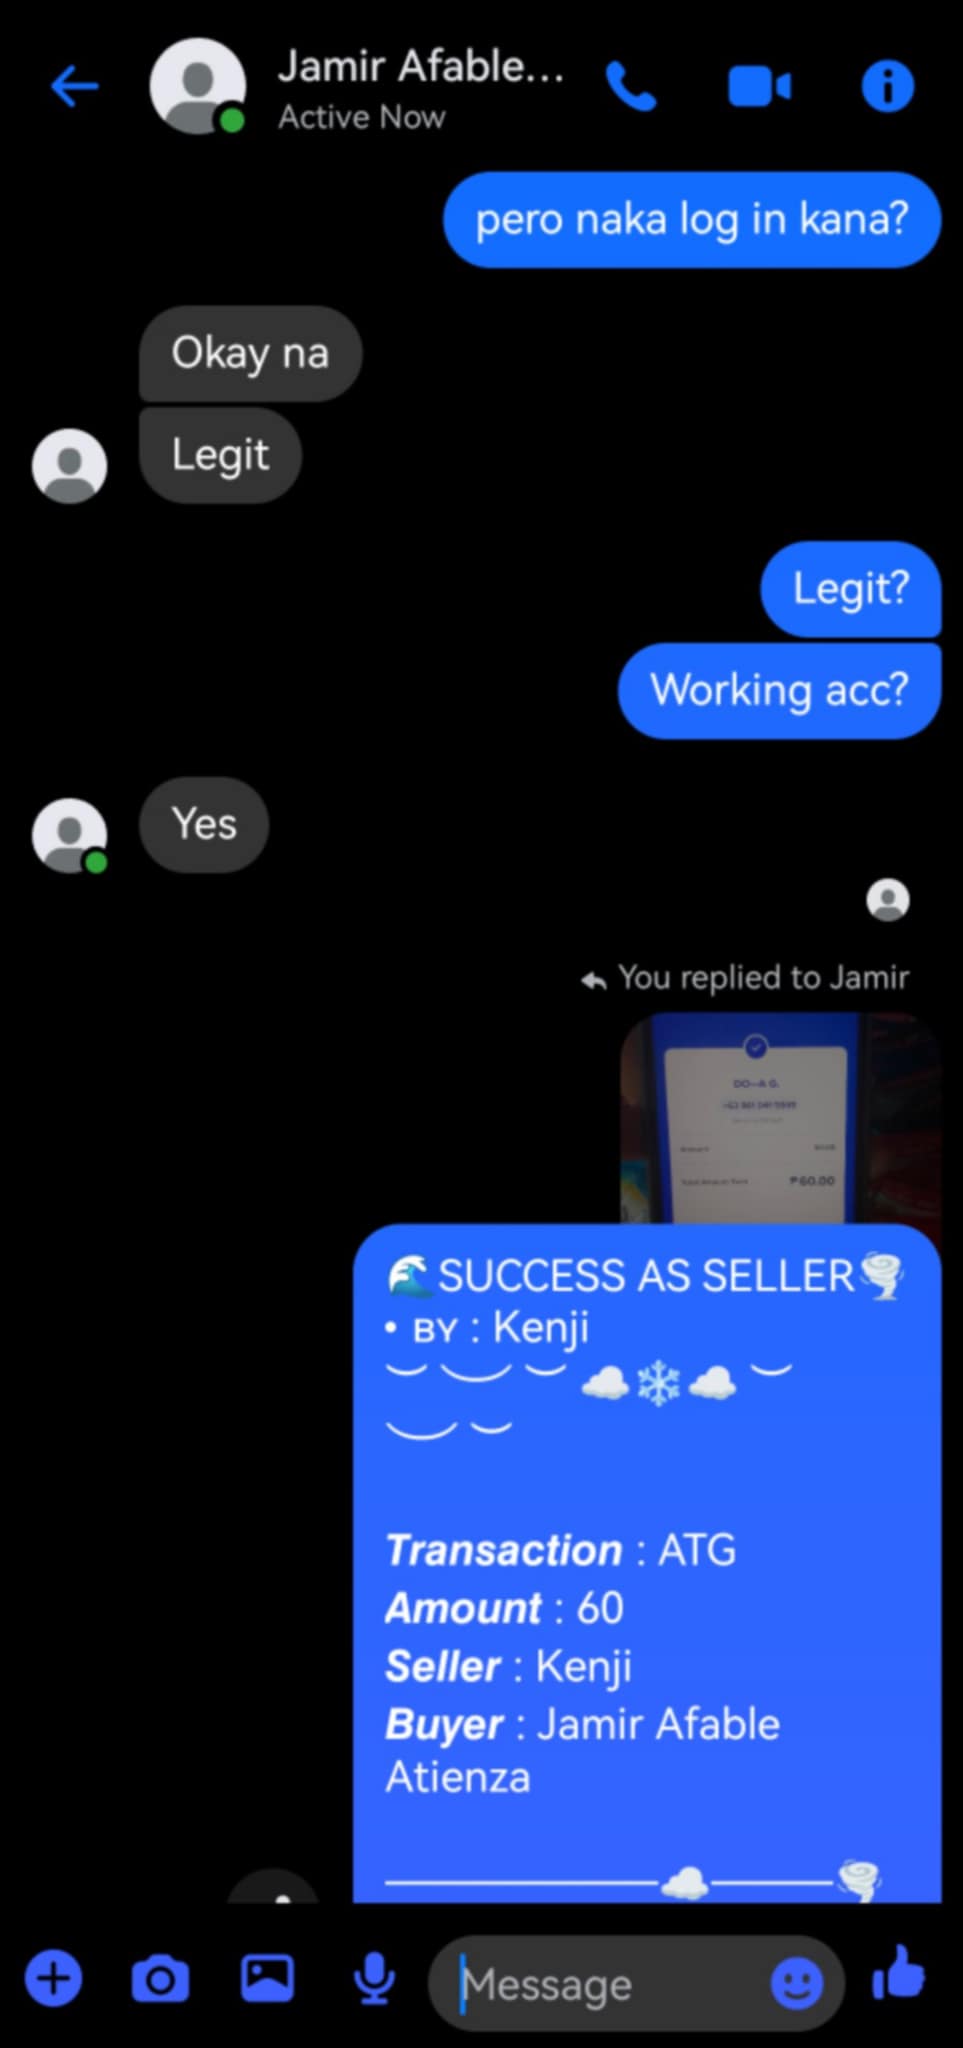 Jamir Afable...
Active Now
pero naka log in kana?
Okay na
Legit
Legit?
Working acc?
Yes
You replied to Jamir
DO--A G.
₱60.00
🌊SUCCESS AS SELLER🌪️
• BY : Kenji
Transaction : ATG
Amount : 60
Seller : Kenji
Buyer : Jamir Afable
Atienza
Message